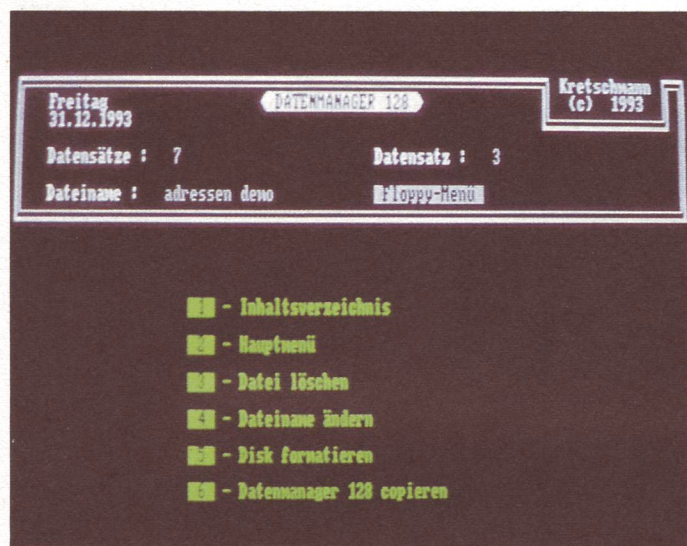 Freitag
31.12.1993
DATENMANAGER 128
Kretschmann
(c) 1993
Datensätze : 7
Datensatz : 3
Dateiname : adressen demo
Floppy-Menü
1 - Inhaltsverzeichnis
2 - Hauptmenü
3 - Datei löschen
4 - Dateiname ändern
5 - Disk formatieren
6 - Datenmanager 128 copieren